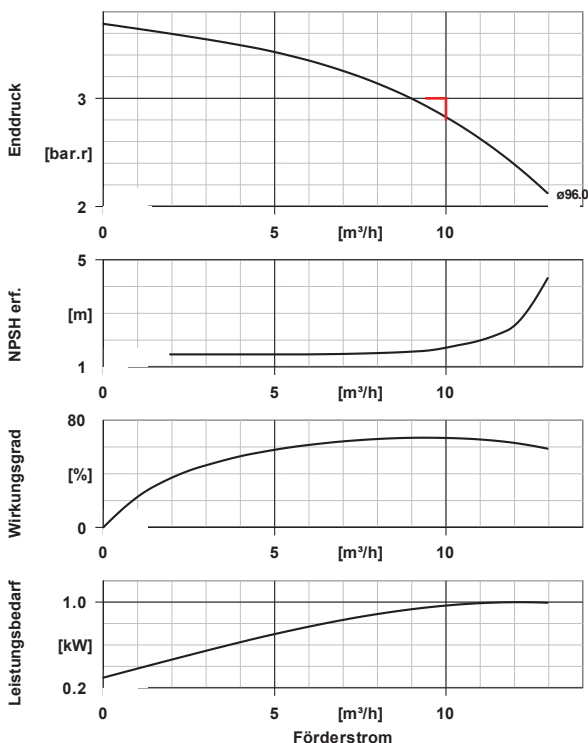 Enddruck
3
[bar.r]
2
ø96.0
0 5 [m³/h] 10
NPSH erf.
5
[m]
1
0 5 [m³/h] 10
Wirkungsgrad
80
[%]
0
0 5 [m³/h] 10
Leistungsbedarf
1.0
[kW]
0.2
0 5 [m³/h] 10
Förderstrom